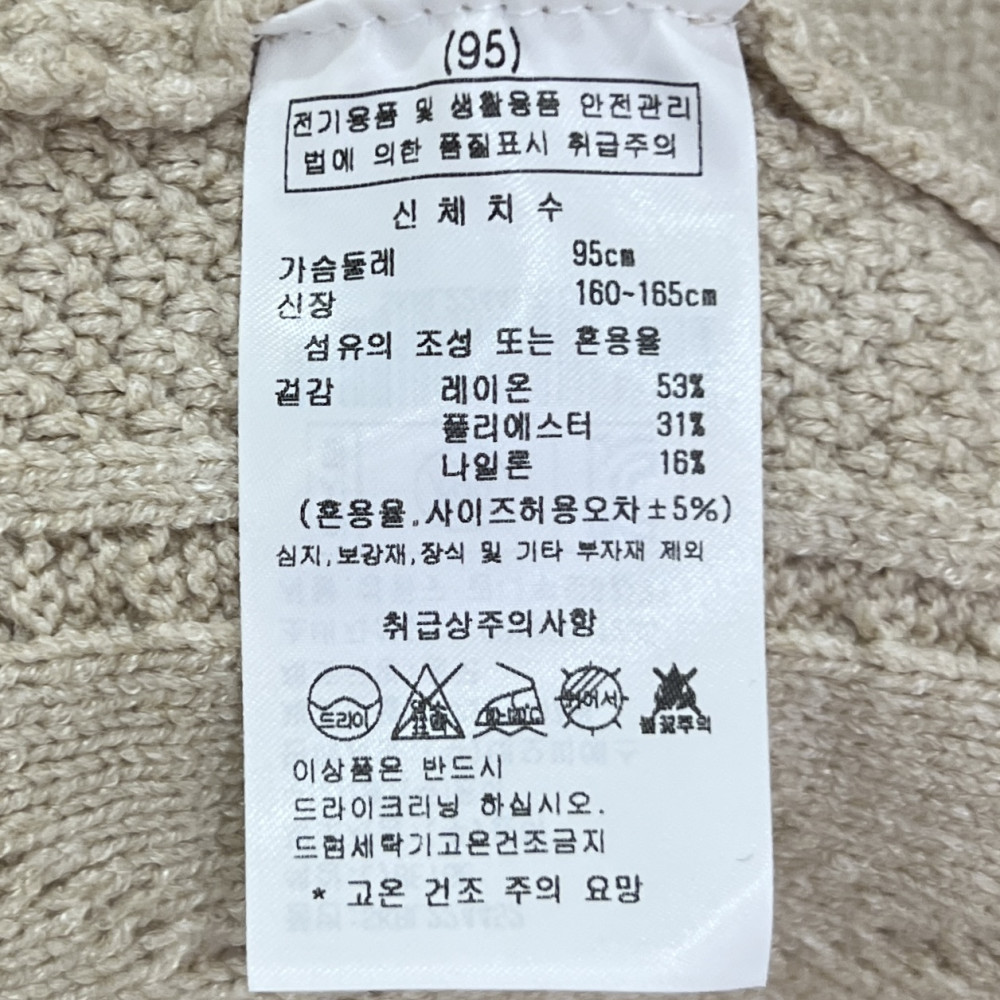 (95)
전기용품 및 생활용품 안전관리
법에 의한 품질표시 취급주의
신 체 치 수
가슴둘레 95cm
신장 160~165cm
섬유의 조성 또는 혼용율
겉감 레이온 53%
폴리에스터 31%
나일론 16%
(혼용율.사이즈허용오차±5%)
심지,보강재,장식 및 기타 부자재 제외
취급상주의사항
드라이 염소표백 뉘어서 불꽃주의
이상품은 반드시
드라이크리닝 하십시오.
드럼세탁기고온건조금지
* 고온 건조 주의 요망